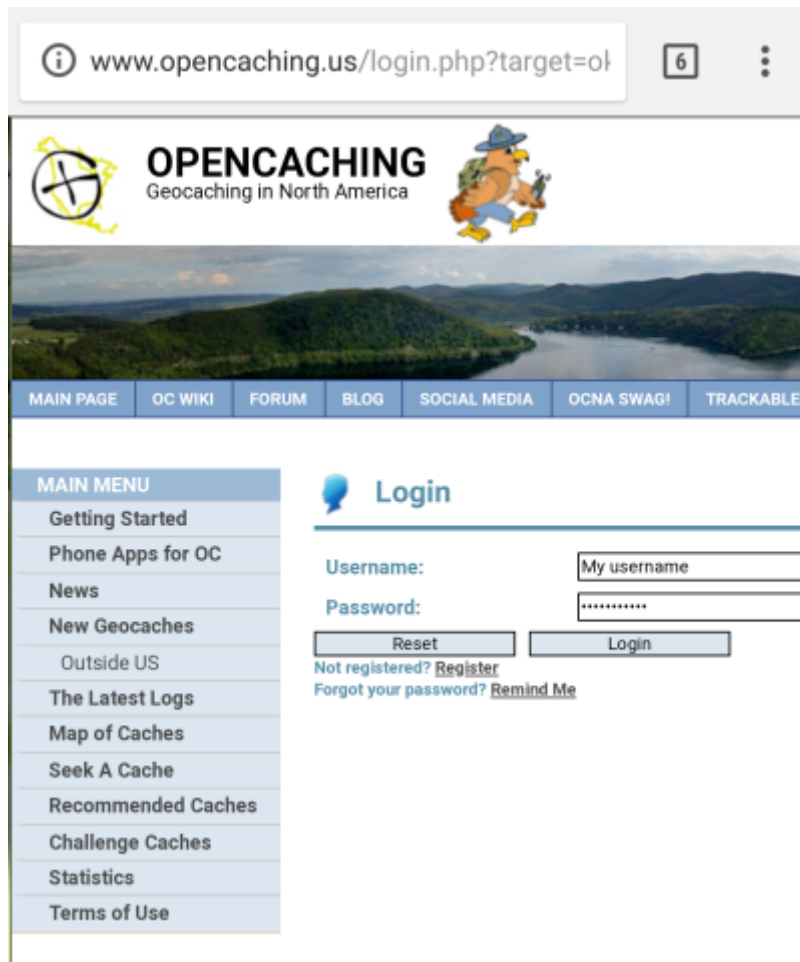 www.opencaching.us/login.php?target=ok
6
OPENCACHING
Geocaching in North America
MAIN PAGE OC WIKI FORUM BLOG SOCIAL MEDIA OCNA SWAG! TRACKABLE
MAIN MENU
Getting Started
Phone Apps for OC
News
New Geocaches
Outside US
The Latest Logs
Map of Caches
Seek A Cache
Recommended Caches
Challenge Caches
Statistics
Terms of Use
Login
Username: My username
Password: •••••••••••
Reset Login
Not registered? Register
Forgot your password? Remind Me